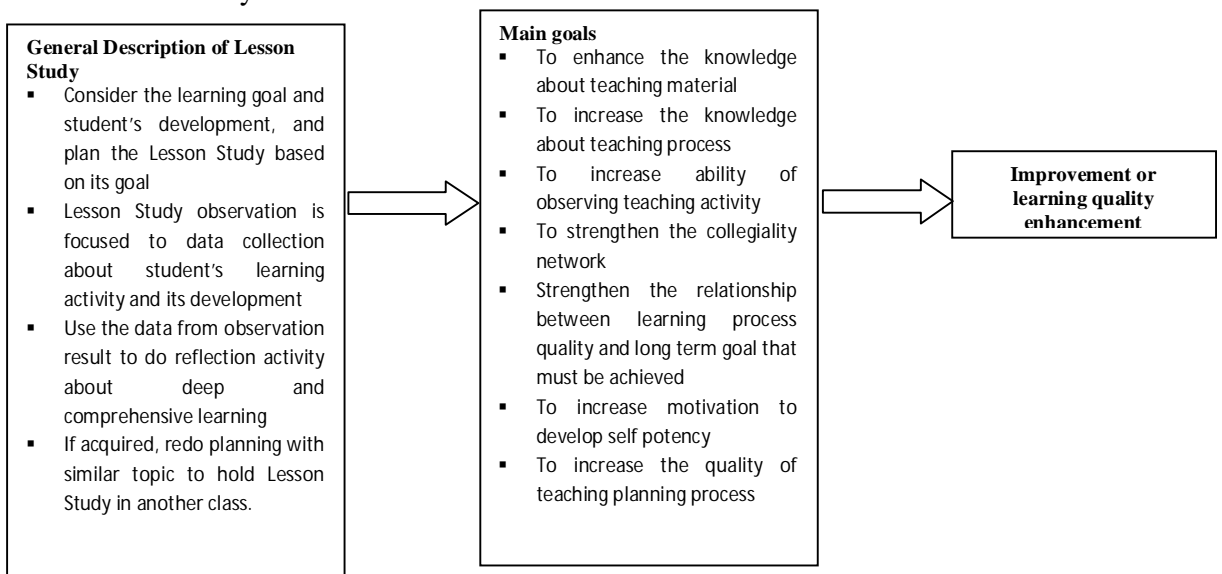 General Description of Lesson
Study
▪ Consider the learning goal and
student's development, and
plan the Lesson Study based
on its goal
▪ Lesson Study observation is
focused to data collection
about student's learning
activity and its development
▪ Use the data from observation
result to do reflection activity
about deep and
comprehensive learning
▪ If acquired, redo planning with
similar topic to hold Lesson
Study in another class.
Main goals
▪ To enhance the knowledge
about teaching material
▪ To increase the knowledge
about teaching process
▪ To increase ability of
observing teaching activity
▪ To strengthen the collegiality
network
▪ Strengthen the relationship
between learning process
quality and long term goal that
must be achieved
▪ To increase motivation to
develop self potency
▪ To increase the quality of
teaching planning process
Improvement or
learning quality
enhancement